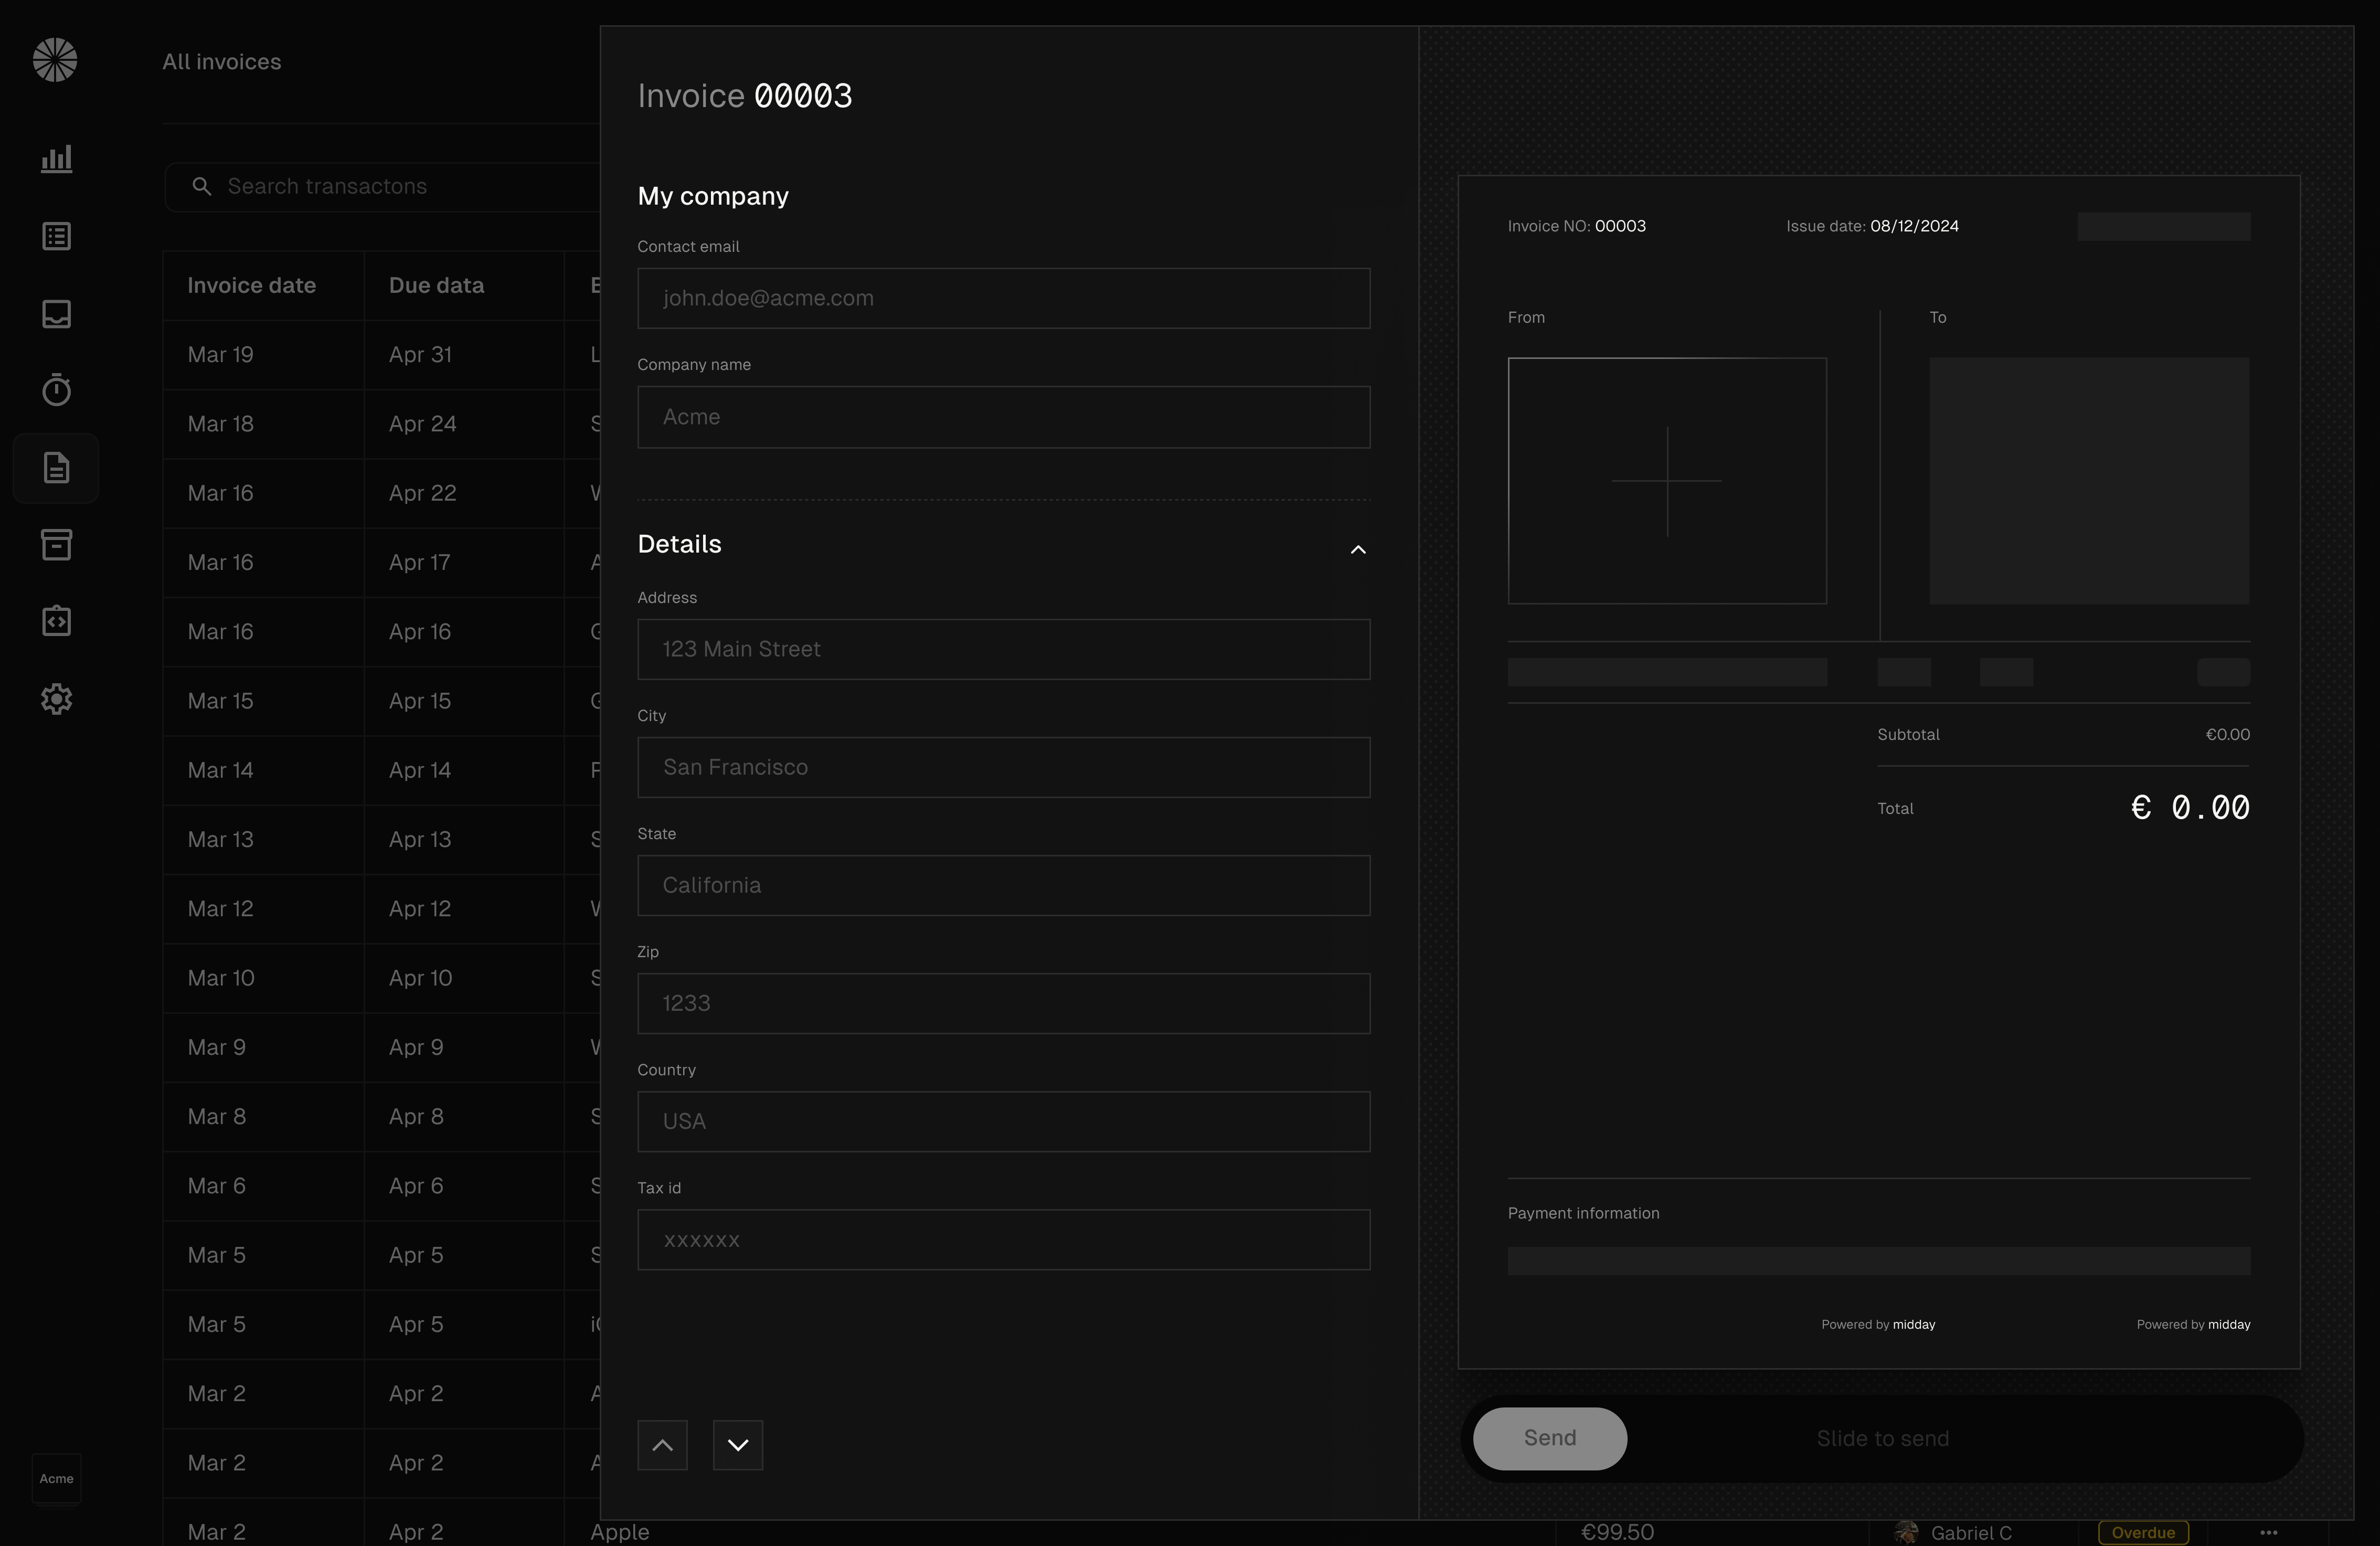 All invoices
Search transactons
Invoice date Due data
Mar 19 Apr 31
Mar 18 Apr 24
Mar 16 Apr 22
Mar 16 Apr 17
Mar 16 Apr 16
Mar 15 Apr 15
Mar 14 Apr 14
Mar 13 Apr 13
Mar 12 Apr 12
Mar 10 Apr 10
Mar 9 Apr 9
Mar 8 Apr 8
Mar 6 Apr 6
Mar 5 Apr 5
Mar 5 Apr 5
Mar 2 Apr 2
Mar 2 Apr 2
Mar 2 Apr 2 Apple €99.50 Gabriel C Overdue
Acme
Invoice 00003
My company
Contact email
john.doe@acme.com
Company name
Acme
Details
Address
123 Main Street
City
San Francisco
State
California
Zip
1233
Country
USA
Tax id
xxxxxx
Invoice NO: 00003 Issue date: 08/12/2024
From To
Subtotal €0.00
Total € 0.00
Payment information
Powered by midday Powered by midday
Send Slide to send